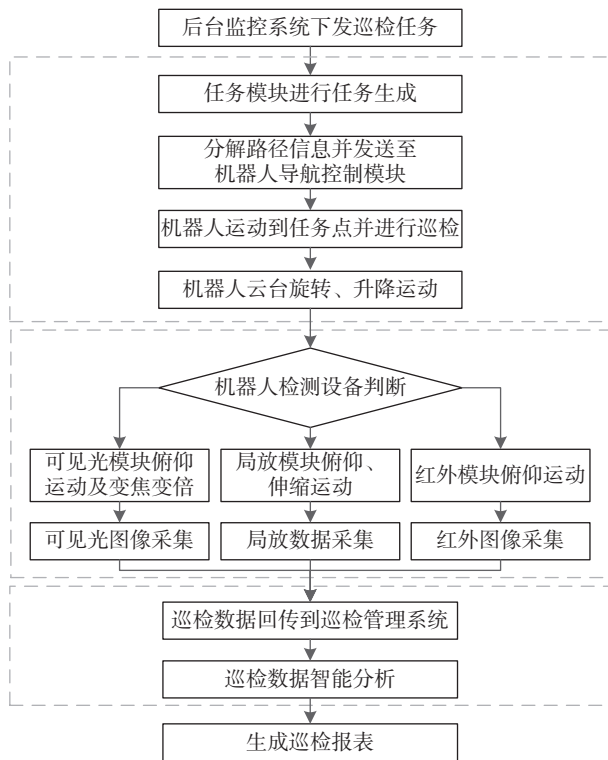 后台监控系统下发巡检任务
任务模块进行任务生成
分解路径信息并发送至
机器人导航控制模块
机器人运动到任务点并进行巡检
机器人云台旋转、升降运动
机器人检测设备判断
可见光模块俯仰
运动及变焦变倍
局放模块俯仰、
伸缩运动
红外模块俯仰运动
可见光图像采集
局放数据采集
红外图像采集
巡检数据回传到巡检管理系统
巡检数据智能分析
生成巡检报表